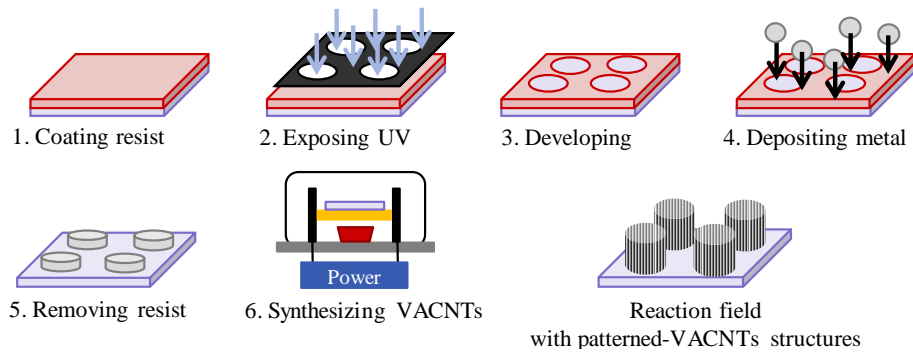 1. Coating resist
2. Exposing UV
3. Developing
4. Depositing metal
5. Removing resist
Power
6. Synthesizing VACNTs
Reaction field
with patterned-VACNTs structures